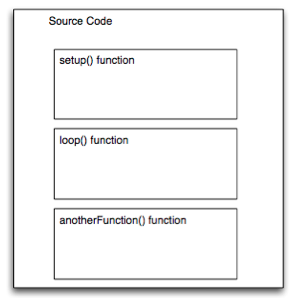 Source Code
setup() function
loop() function
anotherFunction() function